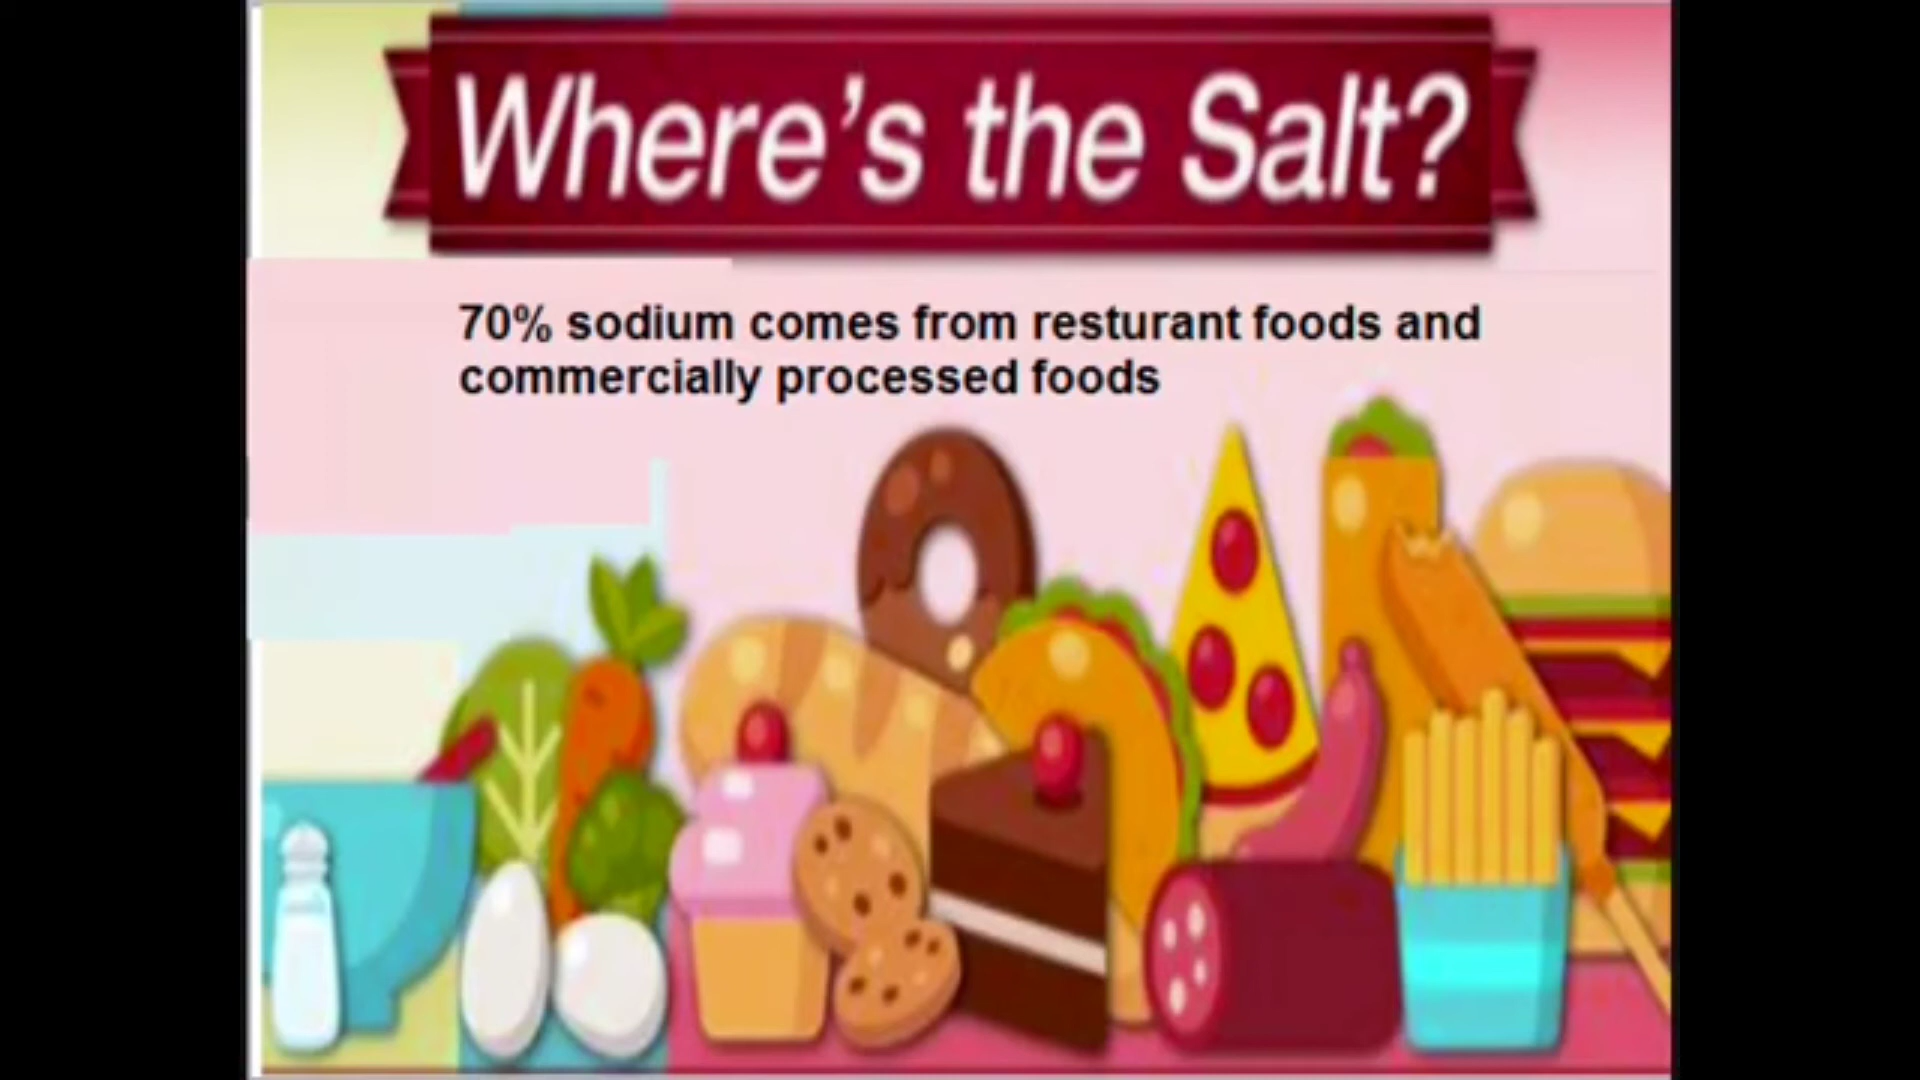 Where's the Salt?
70% sodium comes from resturant foods and
commercially processed foods